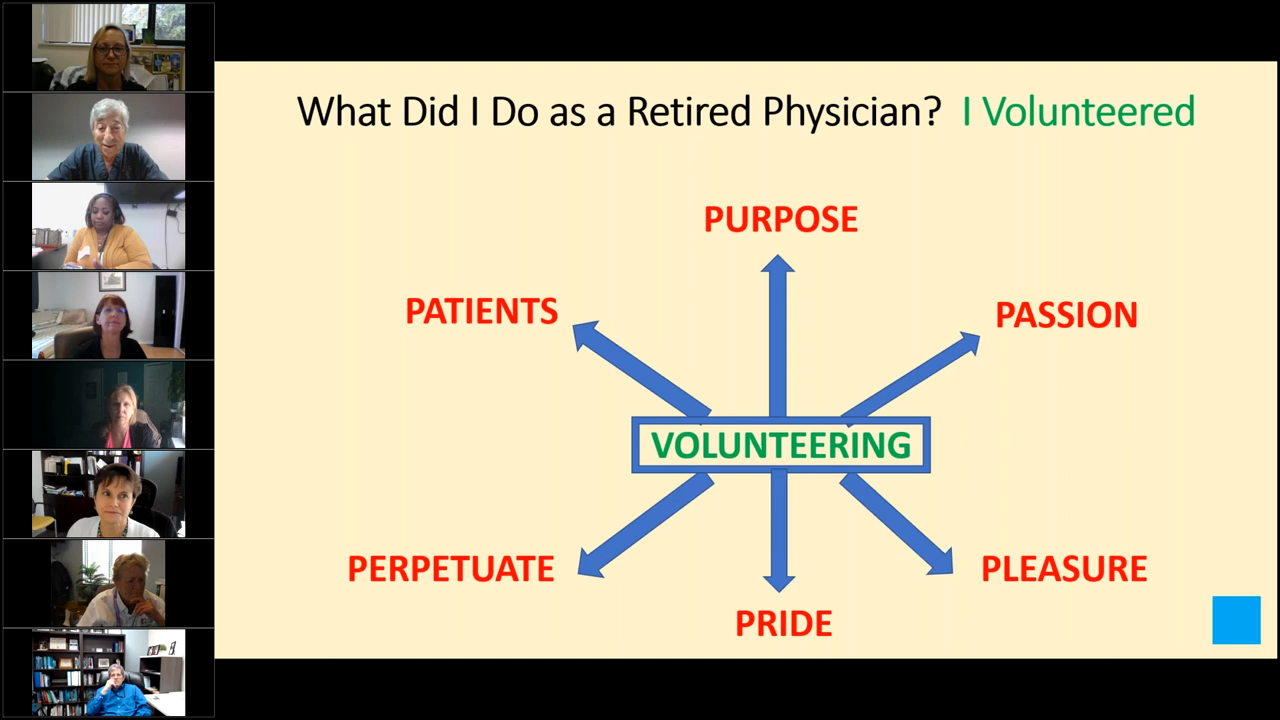 What Did I Do as a Retired Physician? I Volunteered
PURPOSE
PATIENTS
PASSION
VOLUNTEERING
PERPETUATE
PLEASURE
PRIDE